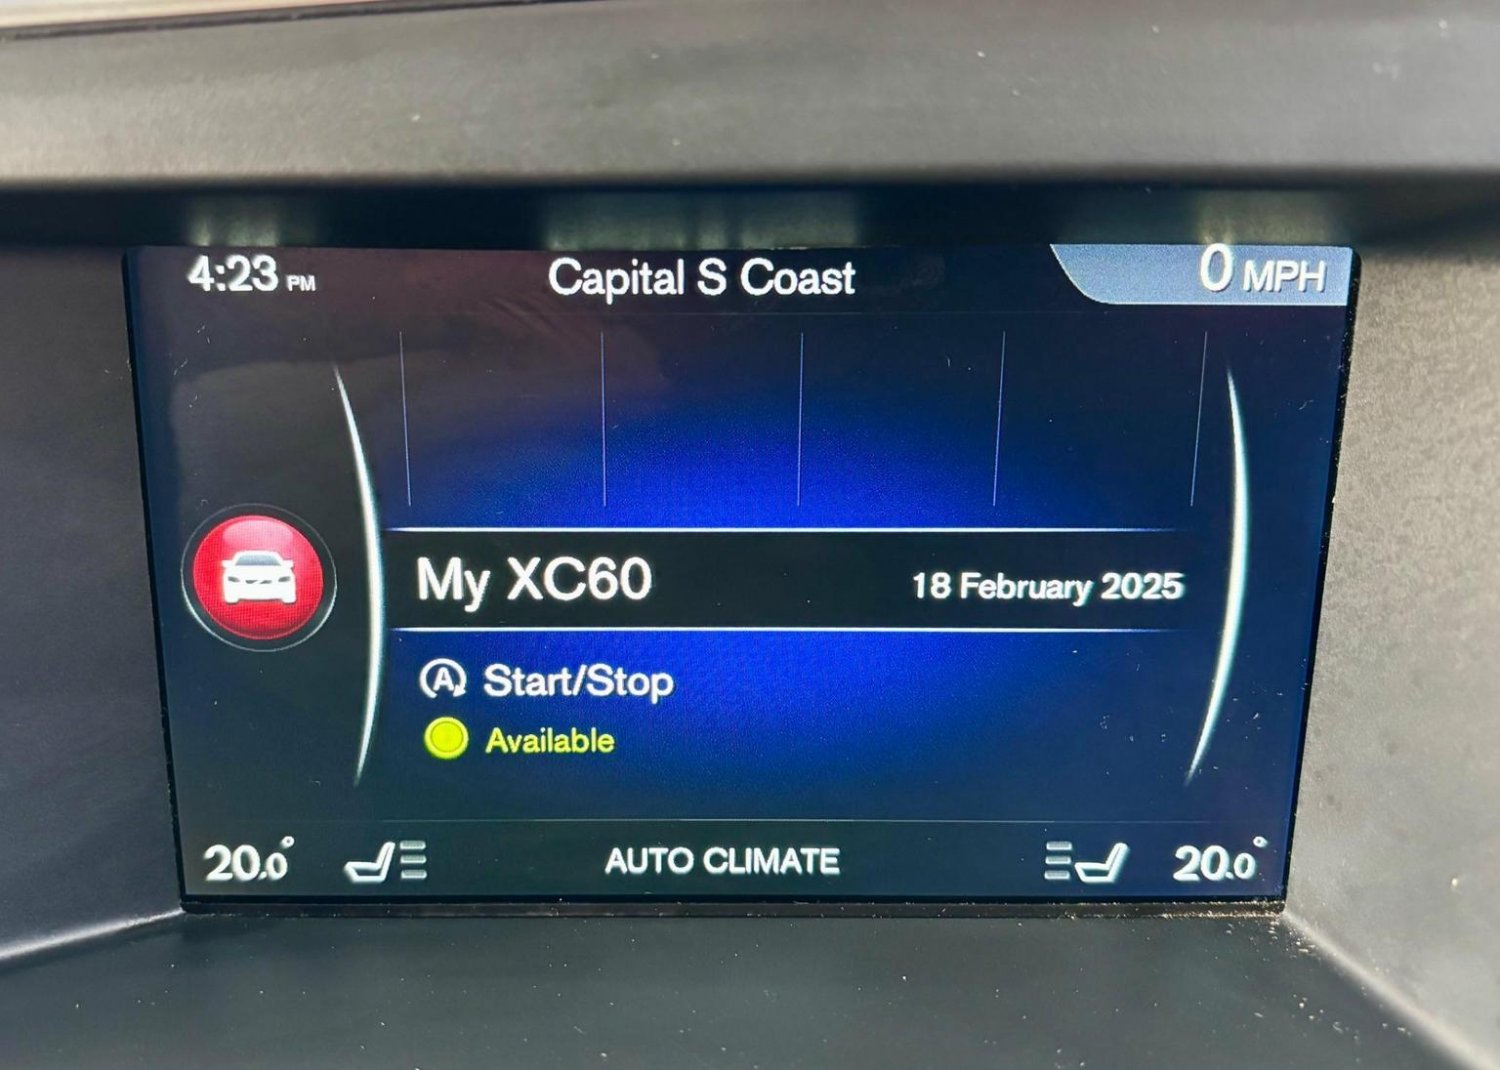 4:23 PM
Capital S Coast
0 MPH
My XC60
18 February 2025
A Start/Stop
Available
20.0°
AUTO CLIMATE
20.0°